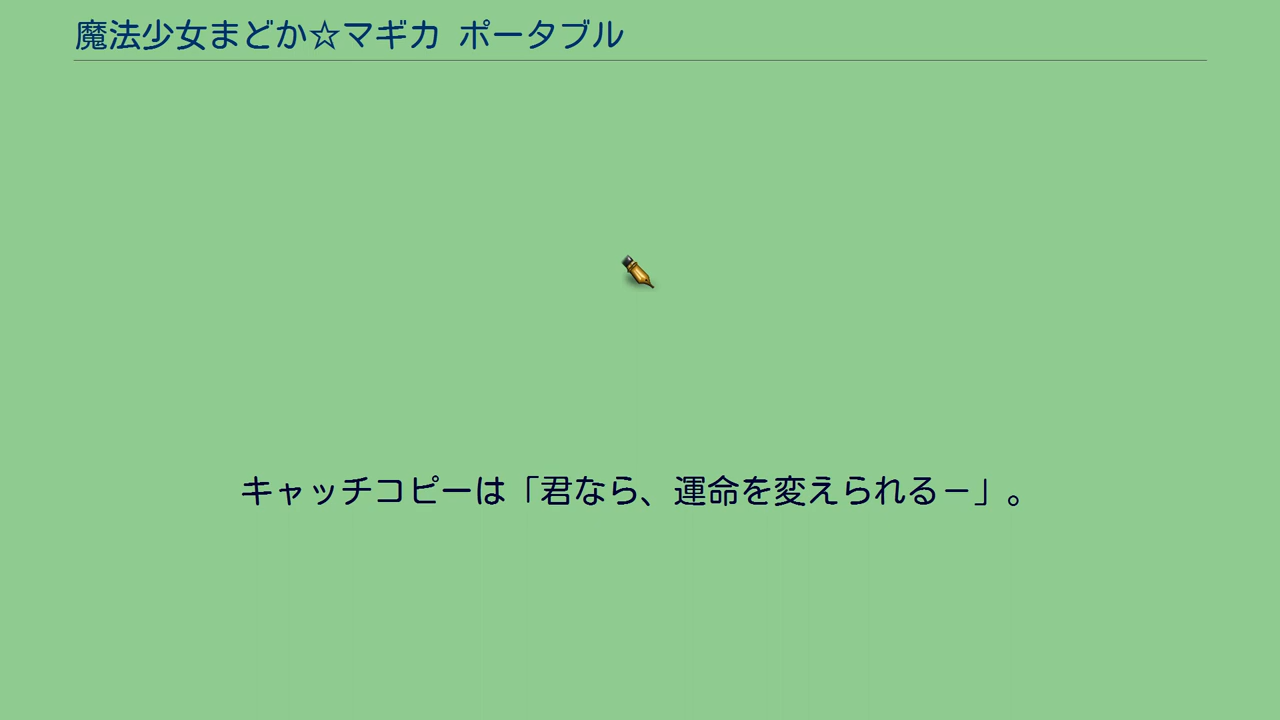 魔法少女まどか☆マギカ ポータブル
キャッチコピーは「君なら、運命を変えられる－」。